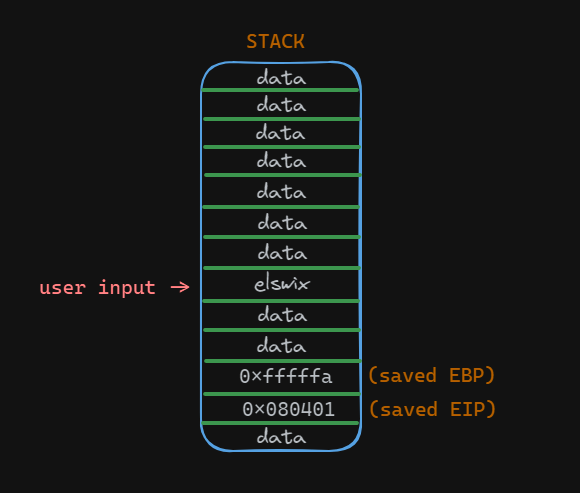 STACK
data
data
data
data
data
data
data
user input → elswix
data
data
0xfffffa (saved EBP)
0x080401 (saved EIP)
data